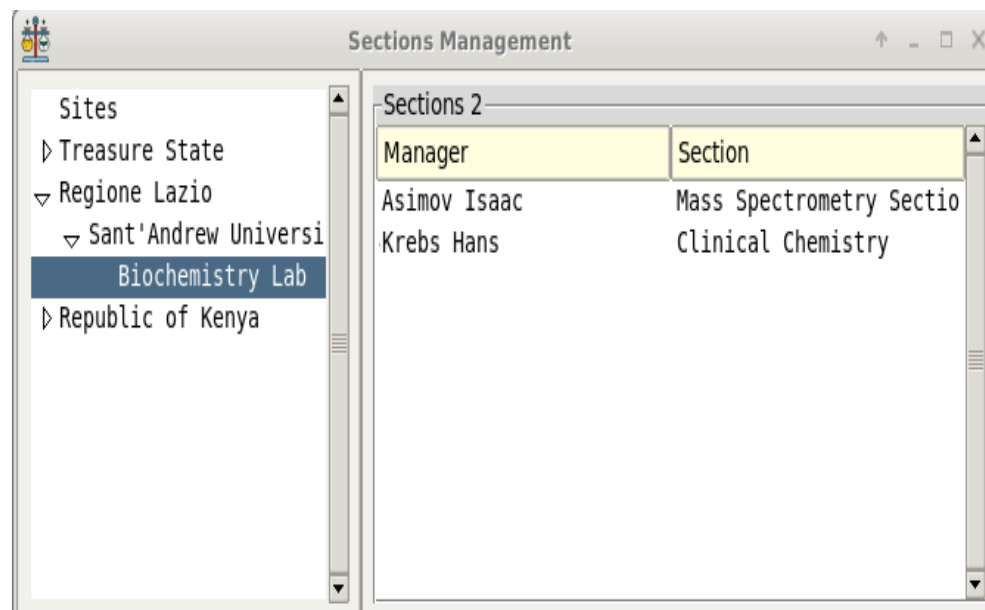 Sections Management
Sites
Treasure State
Regione Lazio
Sant'Andrew Universi
Biochemistry Lab
Republic of Kenya
Sections 2
Manager Section
Asimov Isaac Mass Spectrometry Sectio
Krebs Hans Clinical Chemistry